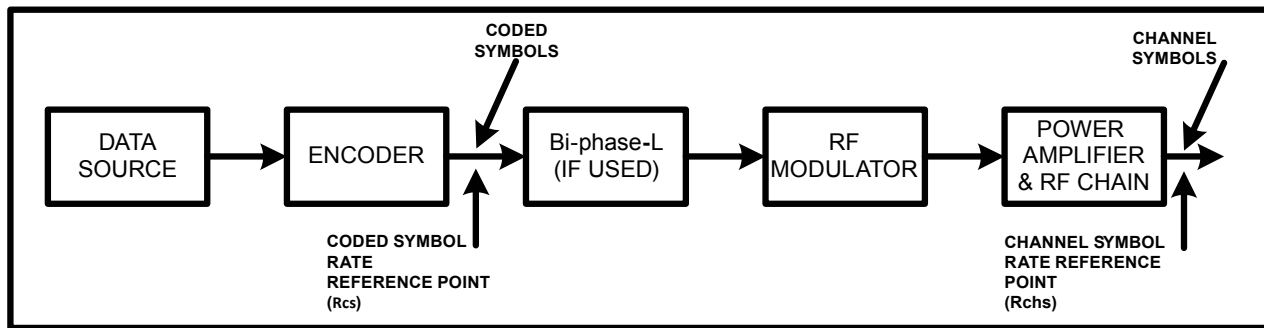 CODED
SYMBOLS
CHANNEL
SYMBOLS
DATA
SOURCE
ENCODER
Bi-phase-L
(IF USED)
RF
MODULATOR
POWER
AMPLIFIER
& RF CHAIN
CODED SYMBOL
RATE
REFERENCE POINT
(Rcs)
CHANNEL SYMBOL
RATE REFERENCE
POINT
(Rchs)